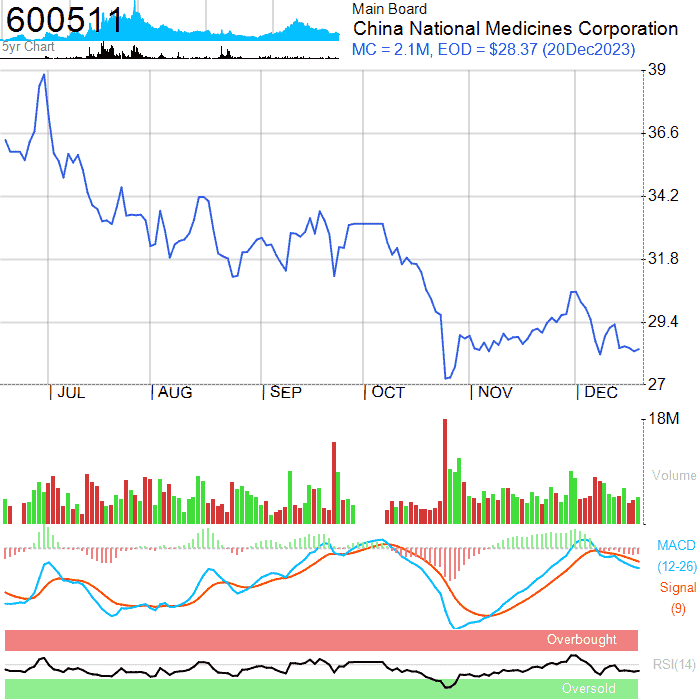 600511
5yr Chart
Main Board
China National Medicines Corporation
MC = 2.1M, EOD = $28.37 (20Dec2023)
39
36.6
34.2
31.8
29.4
27
JUL
AUG
SEP
OCT
NOV
DEC
18M
Volume
MACD
(12-26)
Signal
(9)
Overbought
RSI(14)
Oversold